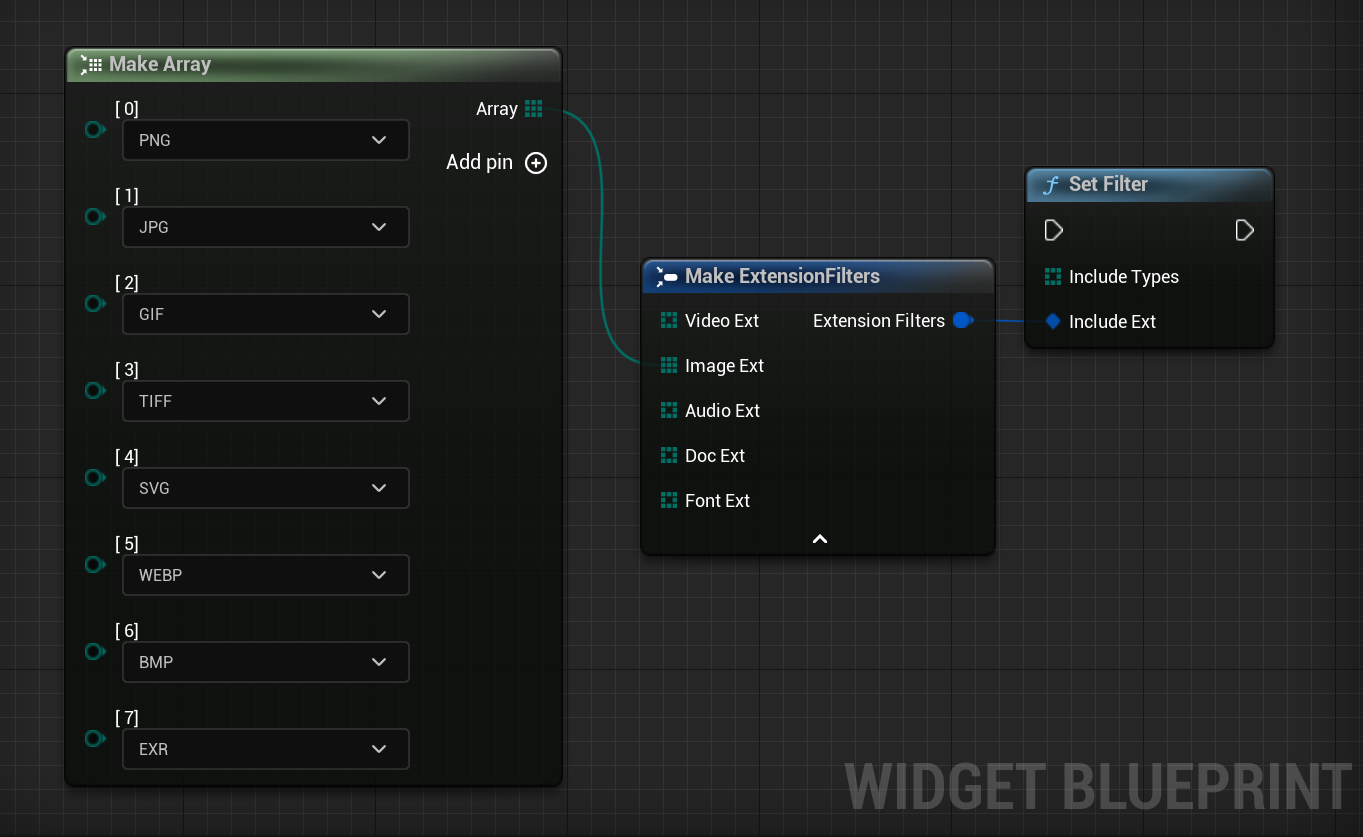 Make Array
[ 0]
PNG
Array
Add pin
[ 1]
JPG
[ 2]
GIF
[ 3]
TIFF
[ 4]
SVG
[ 5]
WEBP
[ 6]
BMP
[ 7]
EXR
Make ExtensionFilters
Video Ext
Extension Filters
Image Ext
Audio Ext
Doc Ext
Font Ext
Set Filter
Include Types
Include Ext
WIDGET BLUEPRINT